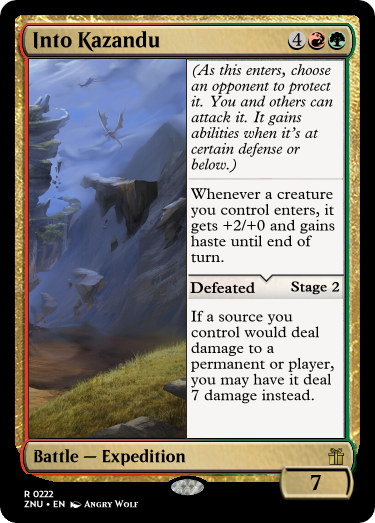 Into Kazandu 4
(As this enters, choose
an opponent to protect
it. You and others can
attack it. It gains
abilities when it's at
certain defense or
below.)
Whenever a creature
you control enters, it
gets +2/+0 and gains
haste until end of
turn.
Defeated Stage 2
If a source you
control would deal
damage to a
permanent or player,
you may have it deal
7 damage instead.
Battle — Expedition
7
R 0222
ZNU • EN Angry Wolf